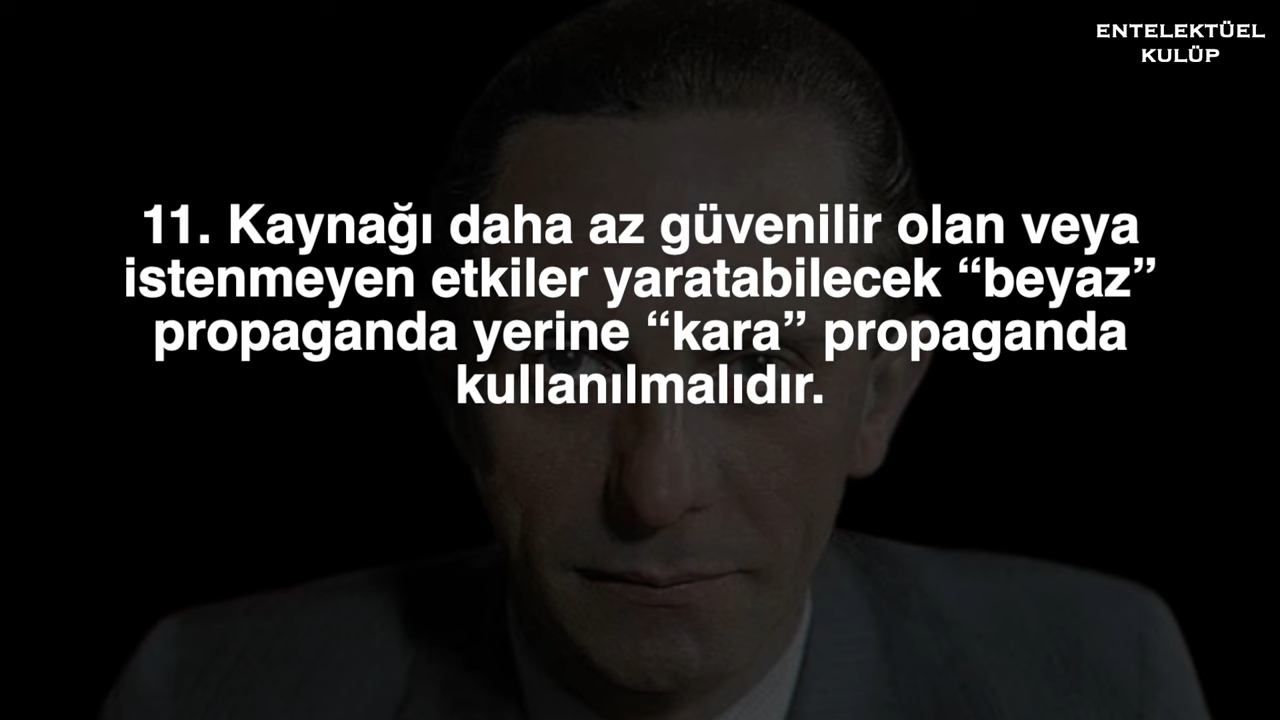 ENTELEKTÜEL
KULÜP
11. Kaynağı daha az güvenilir olan veya
istenmeyen etkiler yaratabilecek “beyaz”
propaganda yerine “kara” propaganda
kullanılmalıdır.